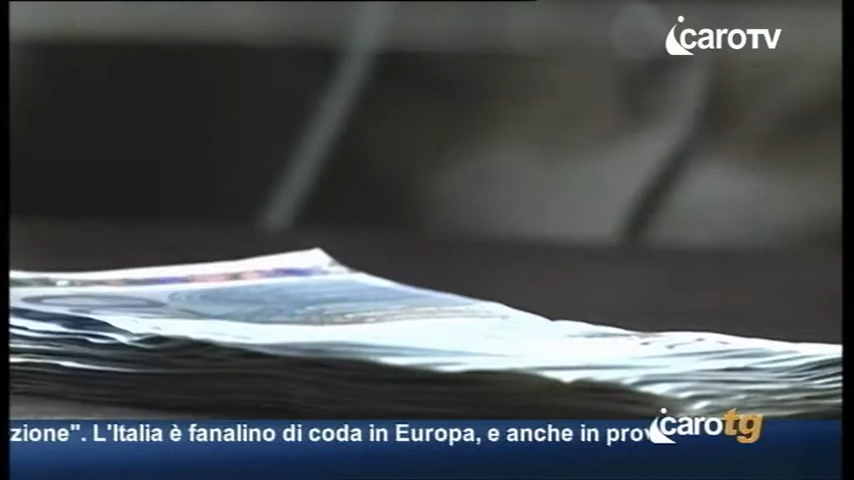 icaroTV
zione". L'Italia è fanalino di coda in Europa, e anche in prov
icarotg